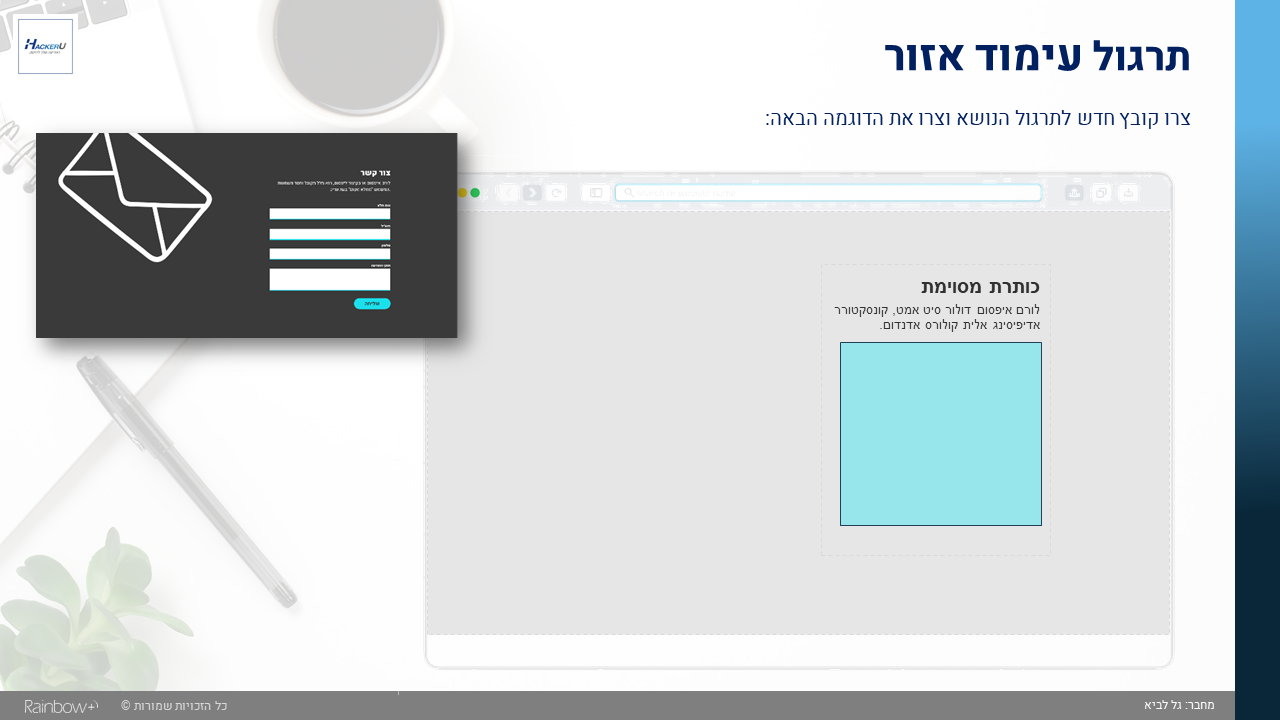 HACKERU
תרגול עימוד אזור
צרו קובץ חדש לתרגול הנושא וצרו את הדוגמה הבאה:
צור קשר
שליחה
כותרת מסוימת
לורם איפסום דולור סיט אמט, קונסקטורר
אדיפיסינג אלית קולורס אדנדום.
מחבר: גל לביא
כל הזכויות שמורות ©
Rainbow+